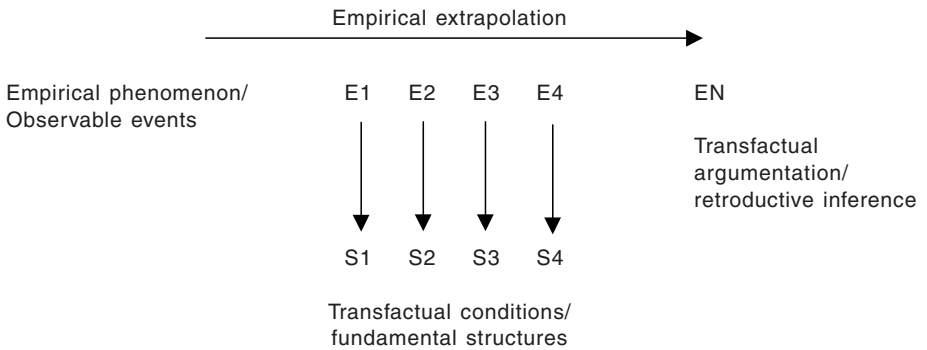 Empirical extrapolation
Empirical phenomenon/
Observable events
E1 E2 E3 E4 EN
Transfactual
argumentation/
retroductive inference
S1 S2 S3 S4
Transfactual conditions/
fundamental structures